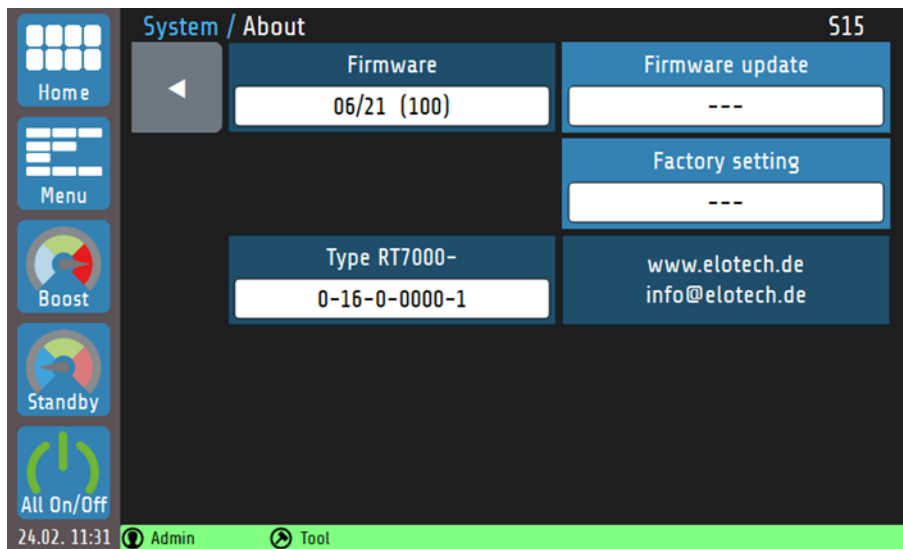 System / About
S15
Home
Menu
Boost
Standby
All On/Off
24.02. 11:31
Firmware
06/21 (100)
Firmware update
---
Factory setting
---
Type RT7000-
0-16-0-0000-1
www.elotech.de
info@elotech.de
Admin
Tool